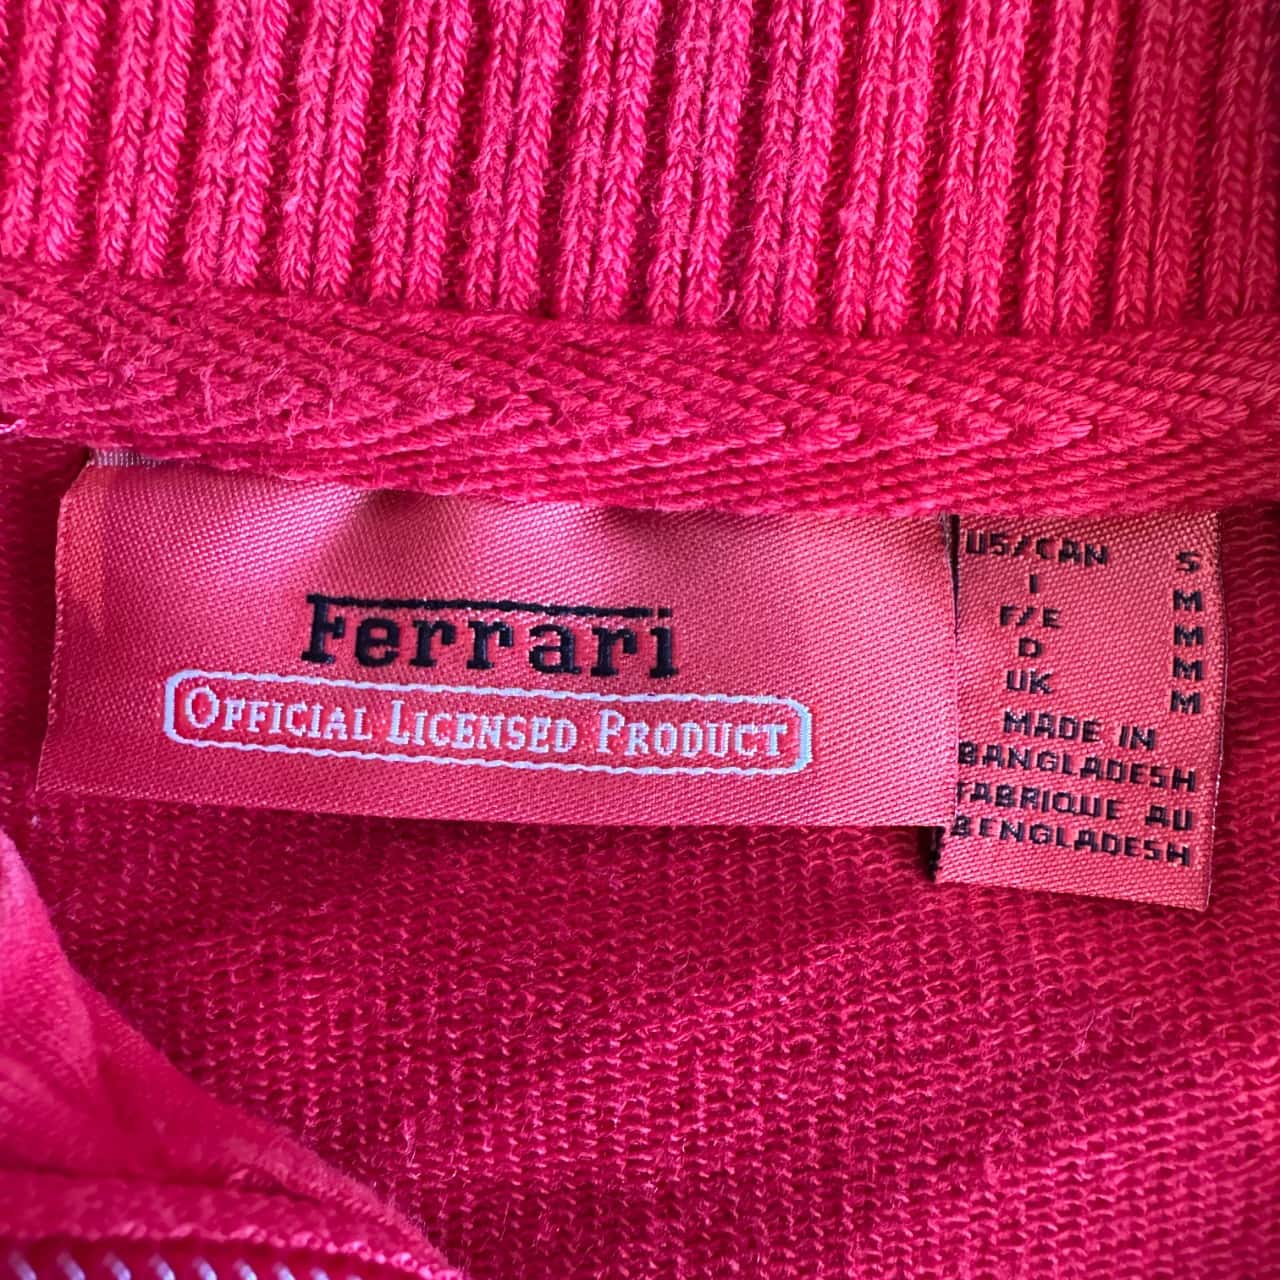 Ferrari
OFFICIAL LICENSED PRODUCT
US/CAN S
I M
F/E M
D M
UK M
MADE IN
BANGLADESH
FABRIQUE AU
BENGLADESH